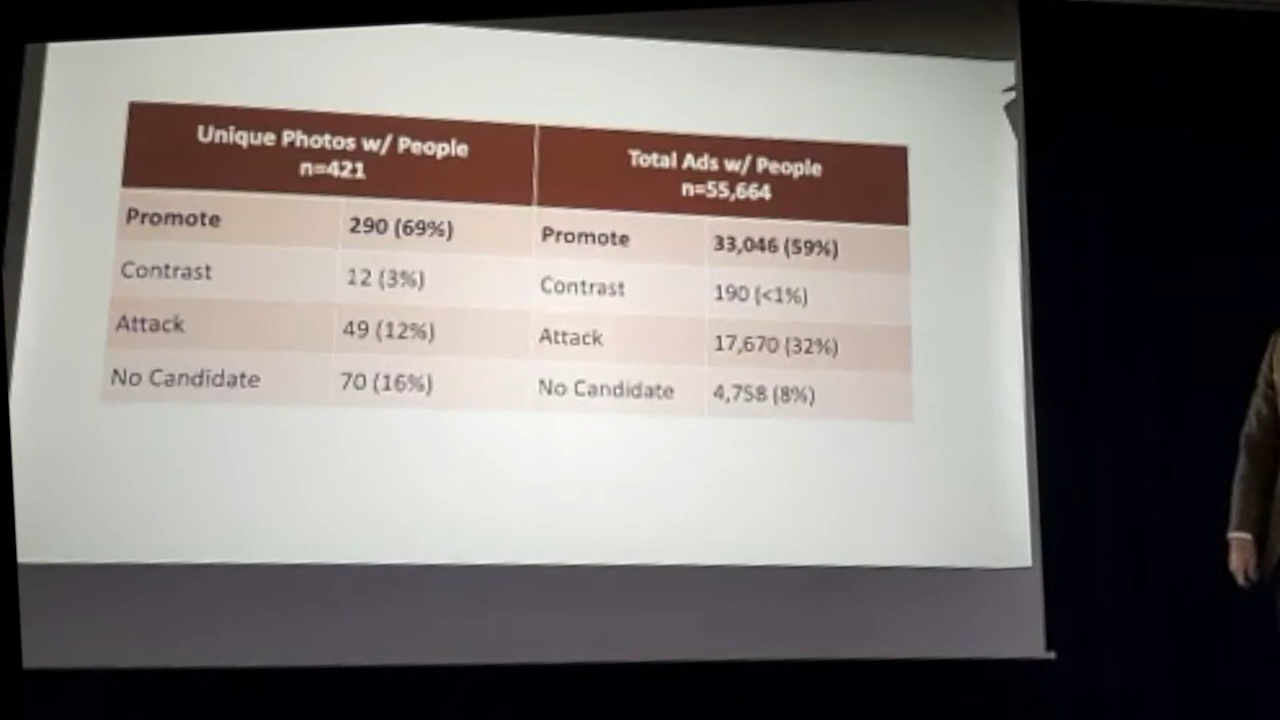 Unique Photos w/ People
n=421
Total Ads w/ People
n=55,664
Promote 290 (69%) Promote 33,046 (59%)
Contrast 12 (3%) Contrast 190 (<1%)
Attack 49 (12%) Attack 17,670 (32%)
No Candidate 70 (16%) No Candidate 4,758 (8%)